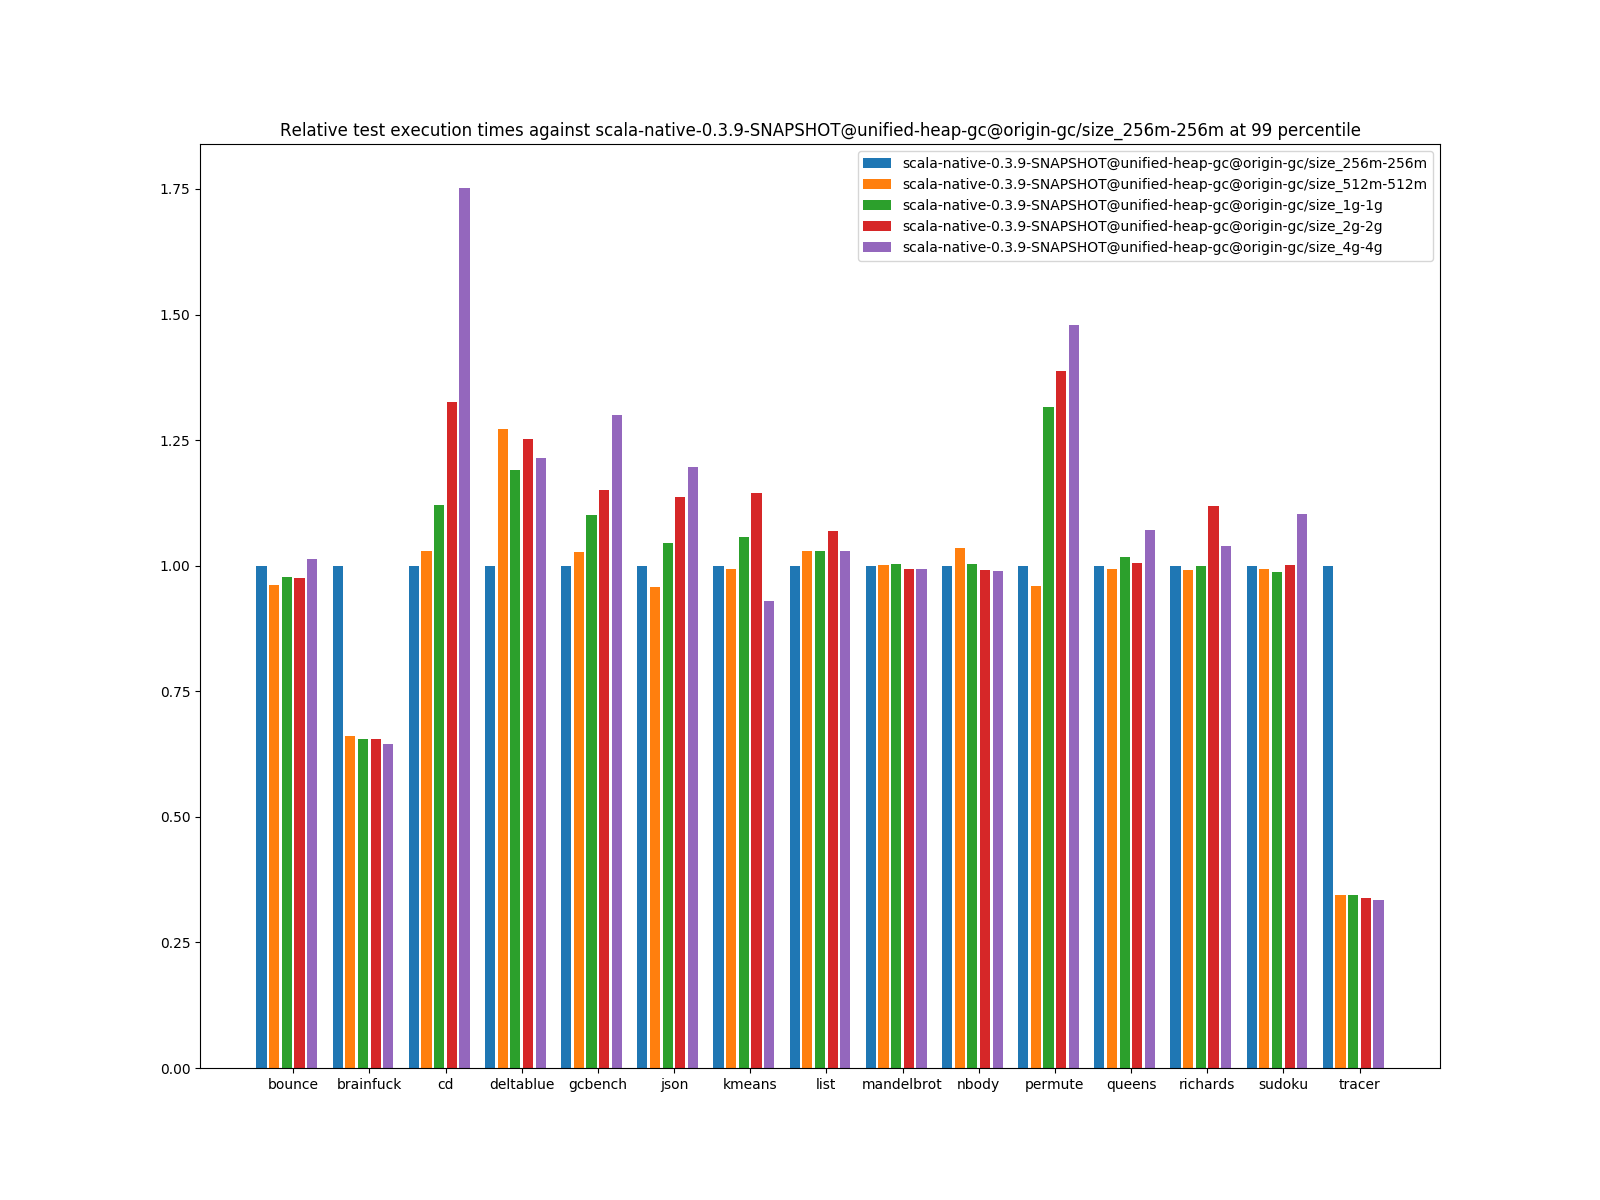 Relative test execution times against scala-native-0.3.9-SNAPSHOT@unified-heap-gc@origin-gc/size_256m-256m at 99 percentile
scala-native-0.3.9-SNAPSHOT@unified-heap-gc@origin-gc/size_256m-256m
scala-native-0.3.9-SNAPSHOT@unified-heap-gc@origin-gc/size_512m-512m
scala-native-0.3.9-SNAPSHOT@unified-heap-gc@origin-gc/size_1g-1g
scala-native-0.3.9-SNAPSHOT@unified-heap-gc@origin-gc/size_2g-2g
scala-native-0.3.9-SNAPSHOT@unified-heap-gc@origin-gc/size_4g-4g
1.75
1.50
1.25
1.00
0.75
0.50
0.25
0.00
bounce brainfuck cd deltablue gcbench json kmeans list mandelbrot nbody permute queens richards sudoku tracer